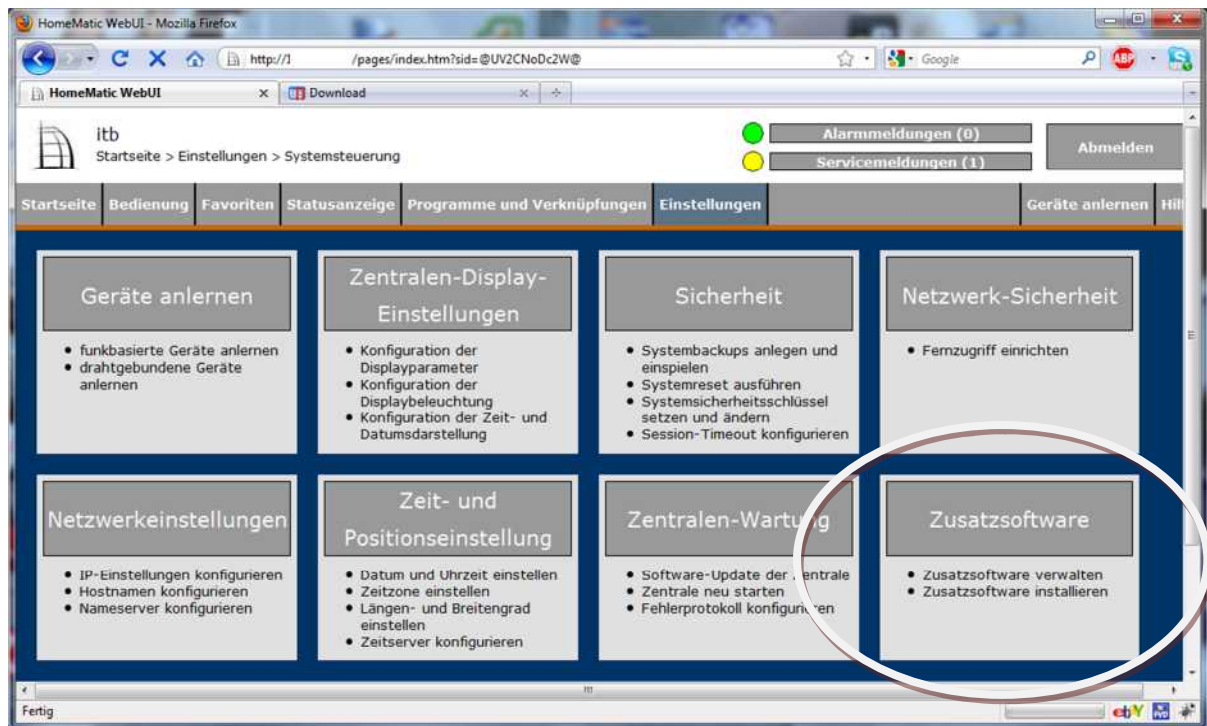 HomeMatic WebUI - Mozilla Firefox
http://1 /pages/index.htm?sid=@UV2CNoDc2W@
Google
ABP
HomeMatic WebUI
Download
itb
Startseite > Einstellungen > Systemsteuerung
Alarmmeldungen (0)
Servicemeldungen (1)
Abmelden
Startseite Bedienung Favoriten Statusanzeige Programme und Verknüpfungen Einstellungen Geräte anlernen Hil
Geräte anlernen
• funkbasierte Geräte anlernen
• drahtgebundene Geräte
anlernen
Zentralen-Display-
Einstellungen
• Konfiguration der
Displayparameter
• Konfiguration der
Displaybeleuchtung
• Konfiguration der Zeit- und
Datumsdarstellung
Sicherheit
• Systembackups anlegen und
einspielen
• Systemreset ausführen
• Systemsicherheitsschlüssel
setzen und ändern
• Session-Timeout konfigurieren
Netzwerk-Sicherheit
• Fernzugriff einrichten
Netzwerkeinstellungen
• IP-Einstellungen konfigurieren
• Hostnamen konfigurieren
• Nameserver konfigurieren
Zeit- und
Positionseinstellung
• Datum und Uhrzeit einstellen
• Zeitzone einstellen
• Längen- und Breitengrad
einstellen
• Zeitserver konfigurieren
Zentralen-Wartung
• Software-Update der Zentrale
• Zentrale neu starten
• Fehlerprotokoll konfigurieren
Zusatzsoftware
• Zusatzsoftware verwalten
• Zusatzsoftware installieren
Fertig
ebY